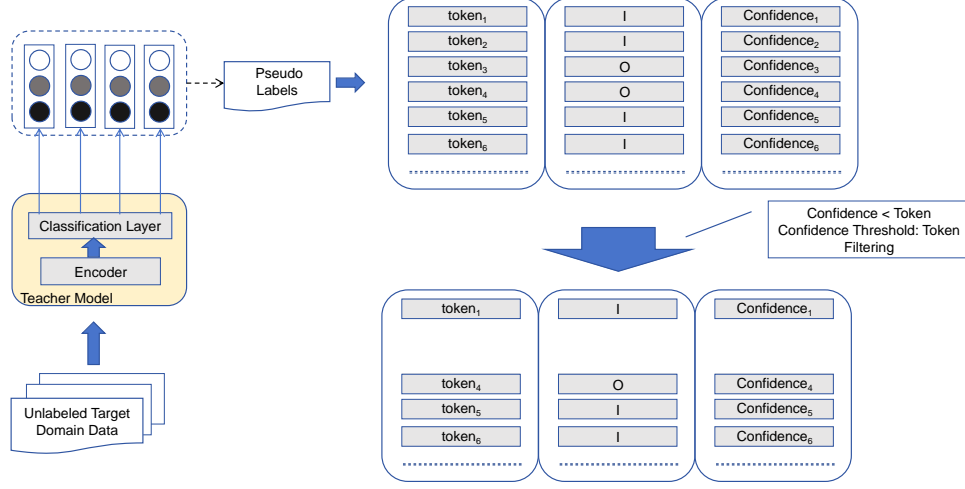 token₁ I Confidence₁
token₂ I Confidence₂
token₃ O Confidence₃
token₄ O Confidence₄
token₅ I Confidence₅
token₆ I Confidence₆
Pseudo
Labels
Classification Layer
Encoder
Teacher Model
Unlabeled Target
Domain Data
Confidence < Token
Confidence Threshold: Token
Filtering
token₁ I Confidence₁
token₄ O Confidence₄
token₅ I Confidence₅
token₆ I Confidence₆